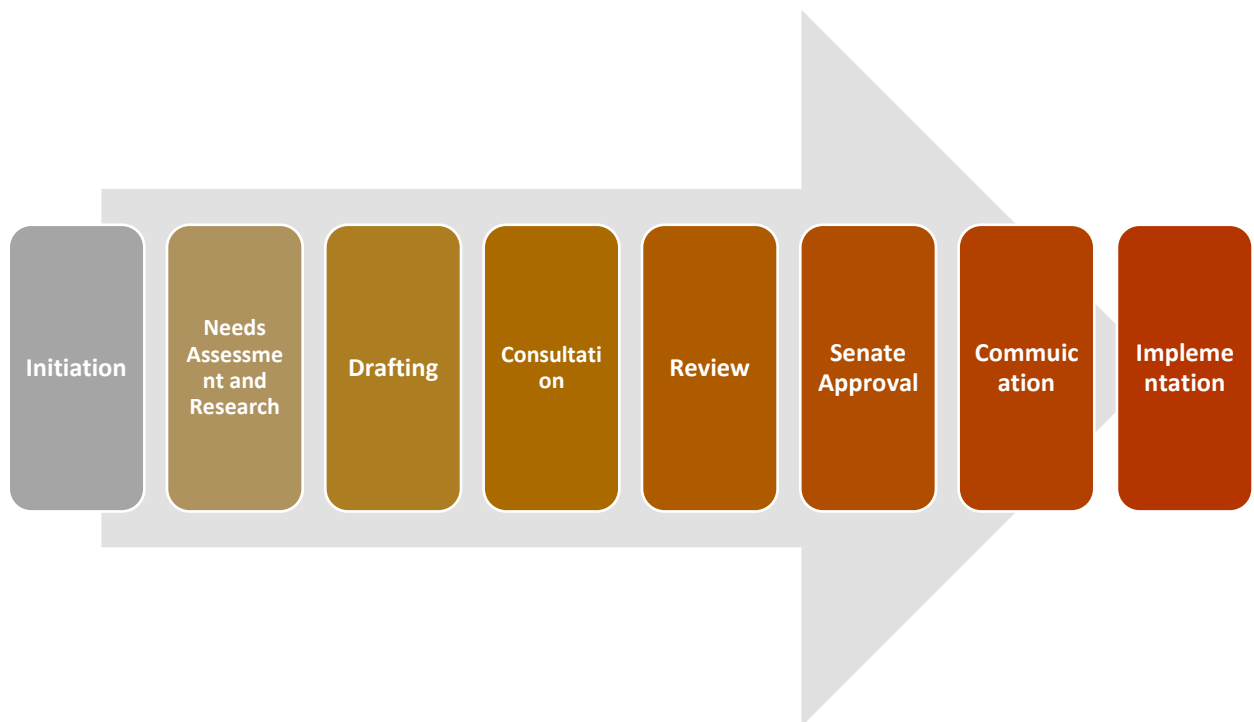 Initiation
Needs
Assessme
nt and
Research
Drafting
Consultati
on
Review
Senate
Approval
Commuic
ation
Impleme
ntation